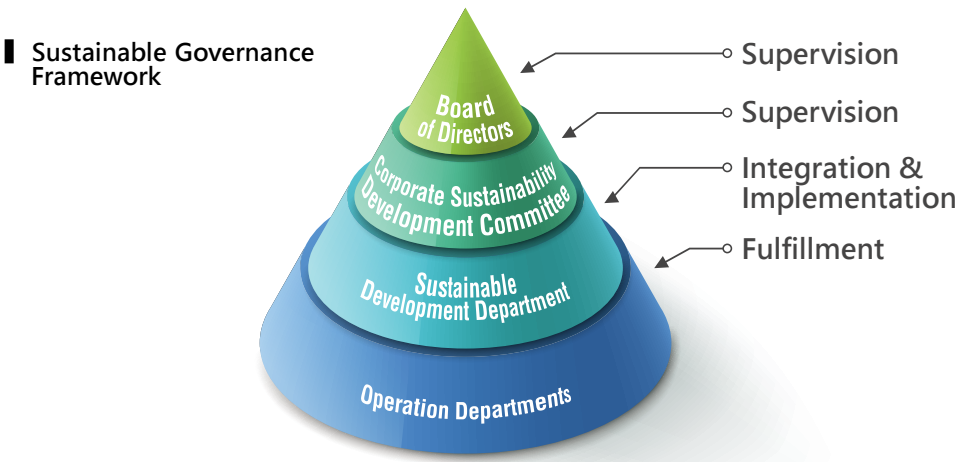 Sustainable Governance
Framework
Board
of Directors
Corporate Sustainability
Development Committee
Sustainable
Development Department
Operation Departments
Supervision
Supervision
Integration &
Implementation
Fulfillment